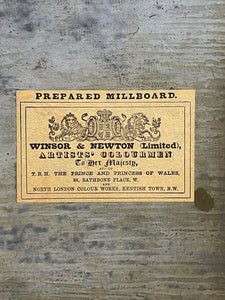 PREPARED MILLBOARD.
WINSOR & NEWTON (Limited),
ARTISTS' COLOURMEN
To Her Majesty,
AND TO
T.R.H. THE PRINCE AND PRINCESS OF WALES,
38, RATHBONE PLACE, W.
AND
NORTH LONDON COLOUR WORKS, KENTISH TOWN, N.W.